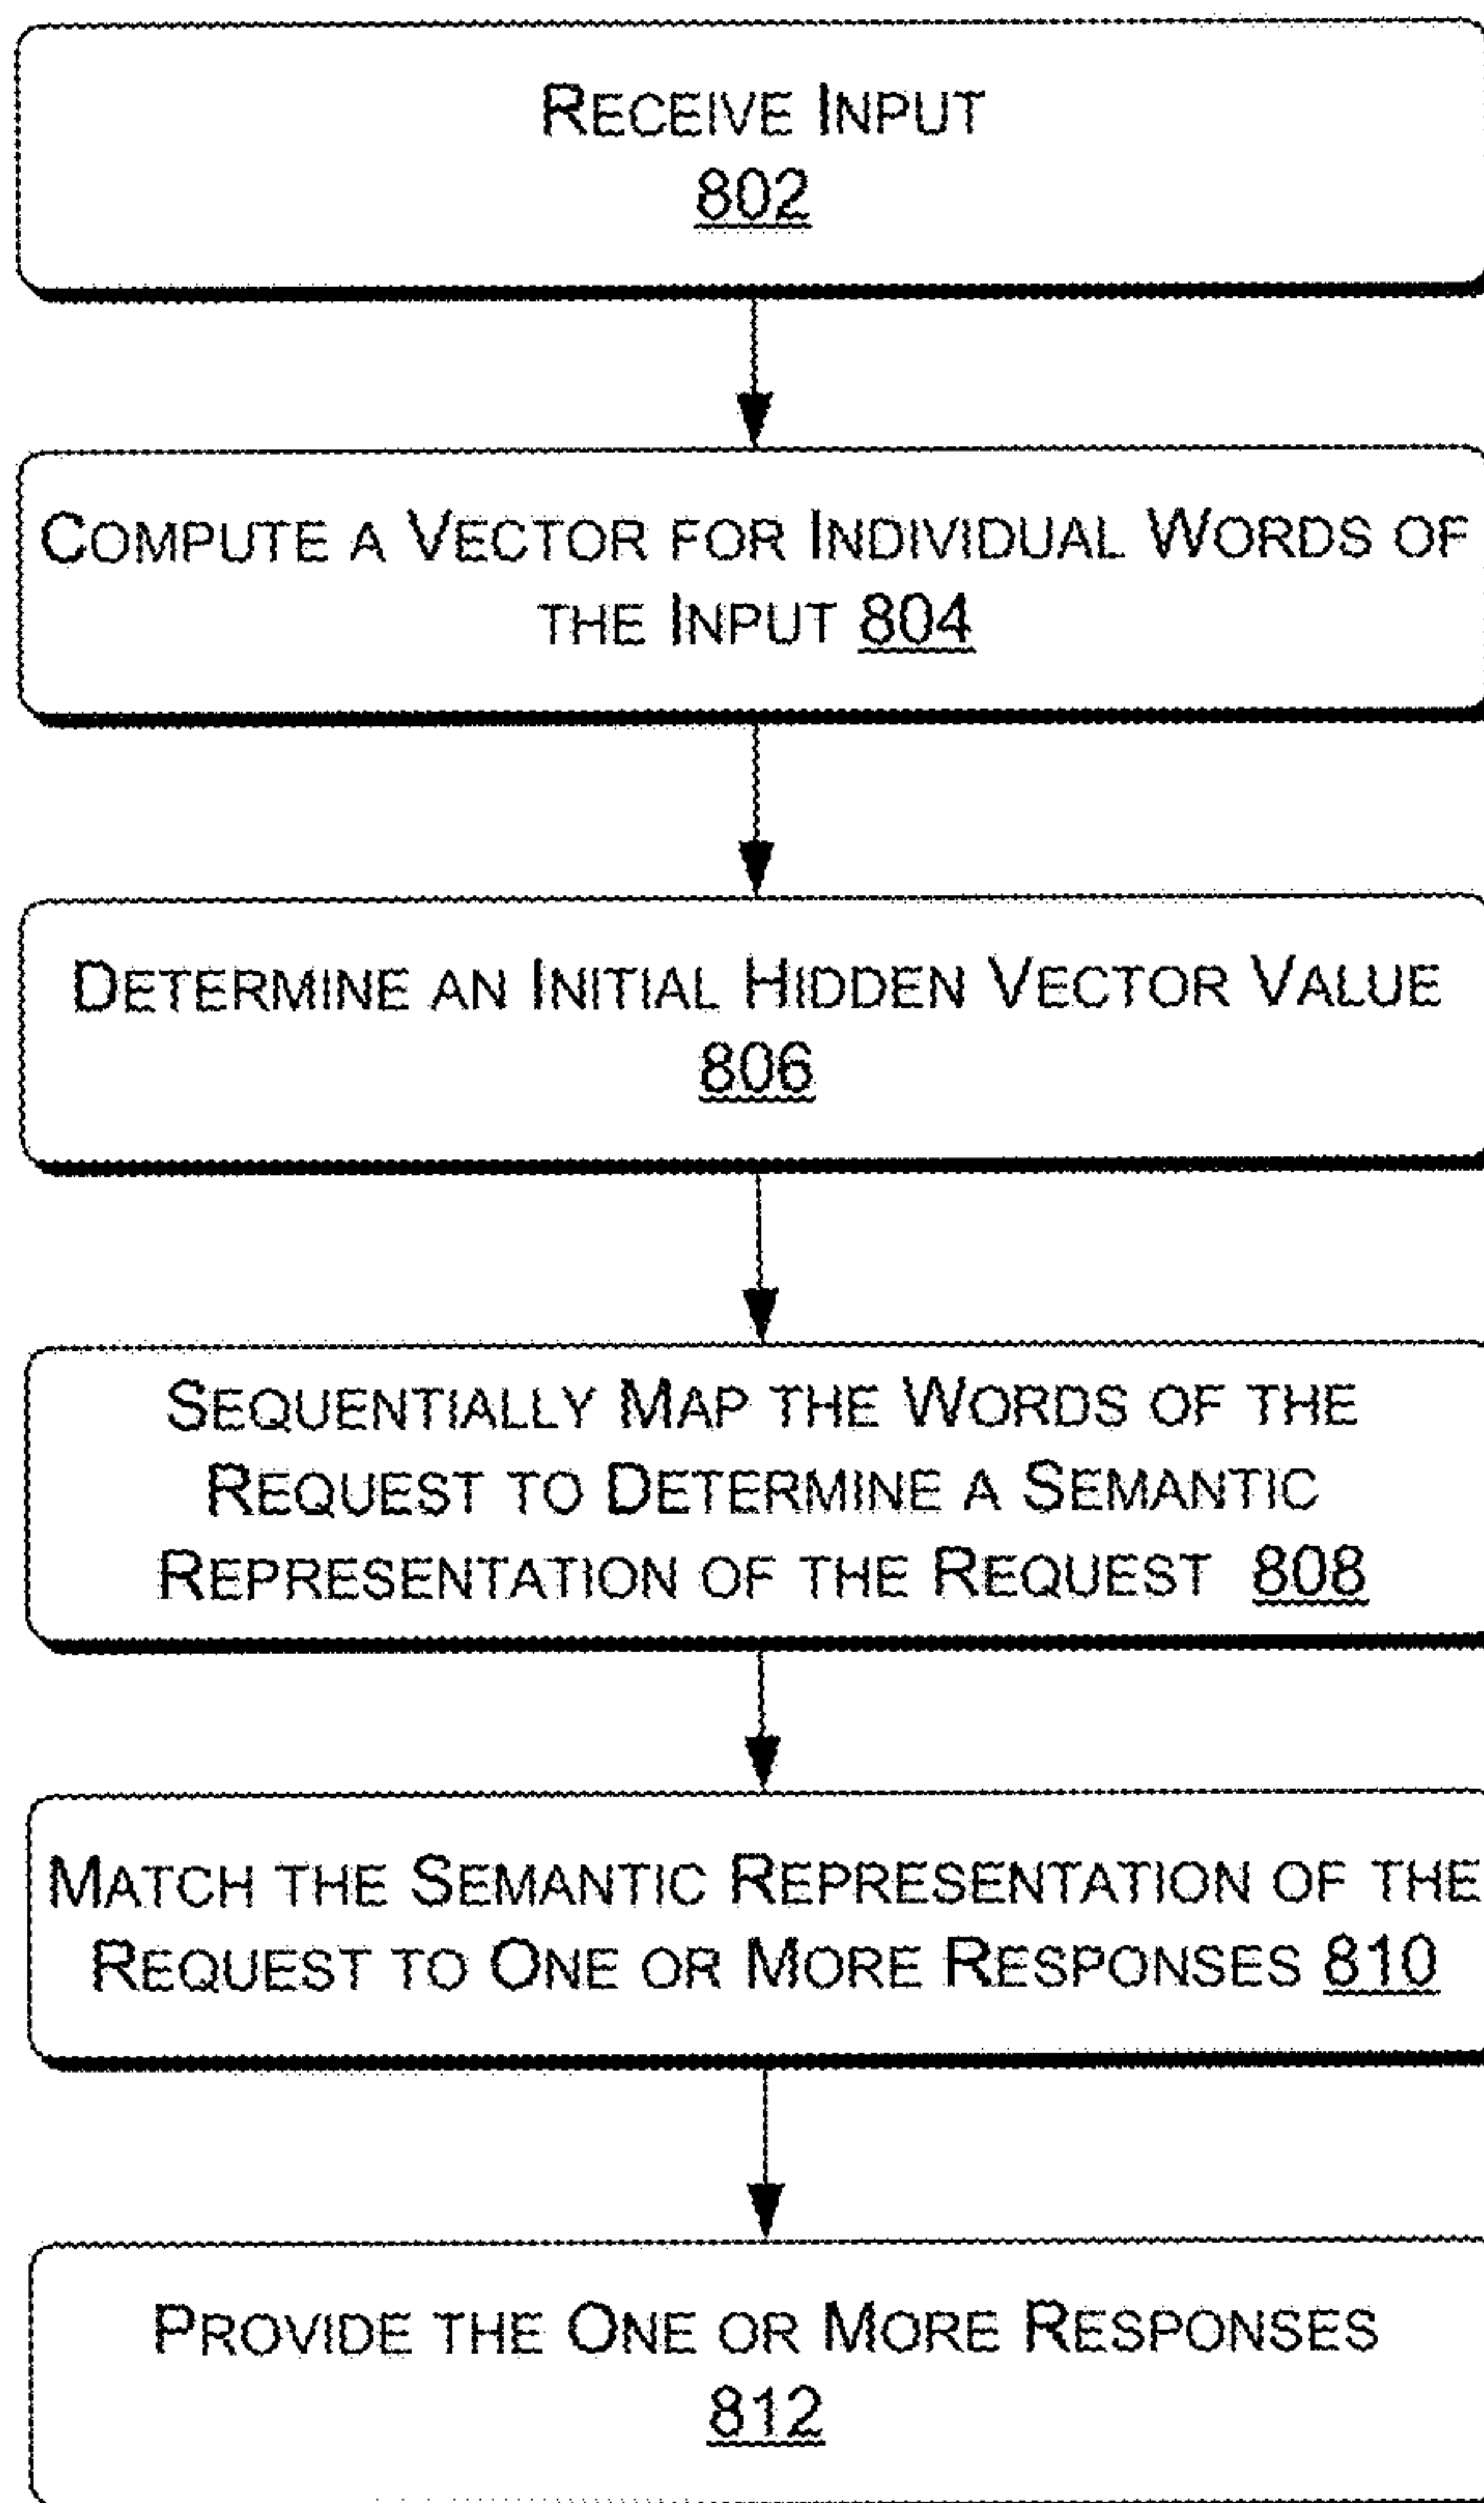 RECEIVE INPUT
802
COMPUTE A VECTOR FOR INDIVIDUAL WORDS OF
THE INPUT 804
DETERMINE AN INITIAL HIDDEN VECTOR VALUE
806
SEQUENTIALLY MAP THE WORDS OF THE
REQUEST TO DETERMINE A SEMANTIC
REPRESENTATION OF THE REQUEST 808
MATCH THE SEMANTIC REPRESENTATION OF THE
REQUEST TO ONE OR MORE RESPONSES 810
PROVIDE THE ONE OR MORE RESPONSES
812